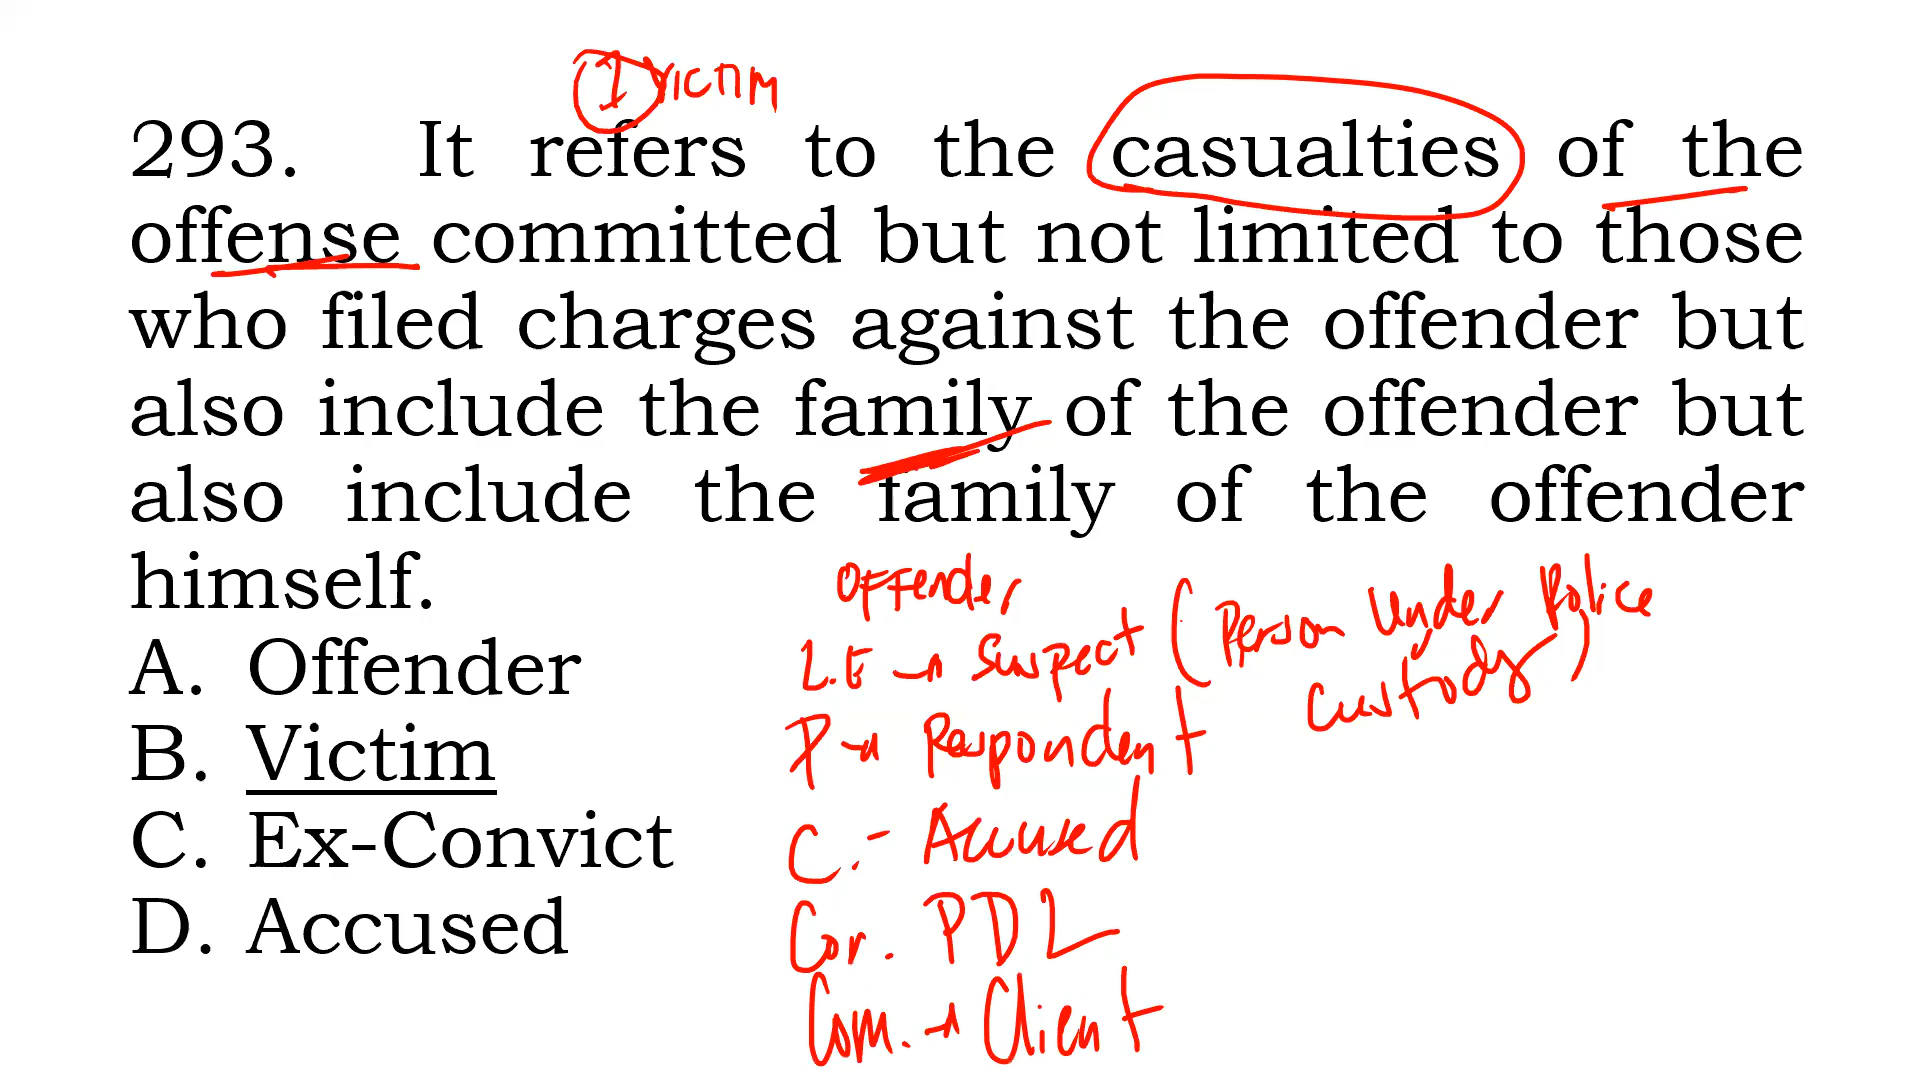 I VICTIM
293. It refers to the casualties of the
offense committed but not limited to those
who filed charges against the offender but
also include the family of the offender but
also include the family of the offender
himself.
A. Offender
B. Victim
C. Ex-Convict
D. Accused
Offender
L.E → Suspect (Person Under Police
Custody)
P → Respondent
C. - Accused
Cor. PDL
Com. → Client